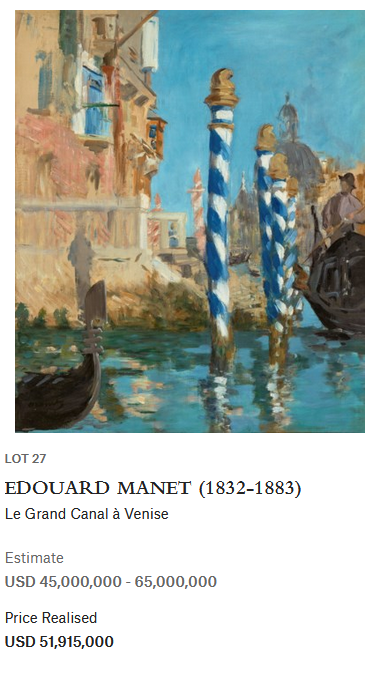 LOT 27
EDOUARD MANET (1832-1883)
Le Grand Canal à Venise
Estimate
USD 45,000,000 - 65,000,000
Price Realised
USD 51,915,000